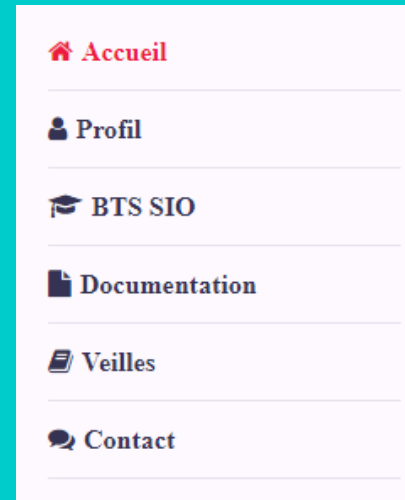 Accueil
Profil
BTS SIO
Documentation
Veilles
Contact